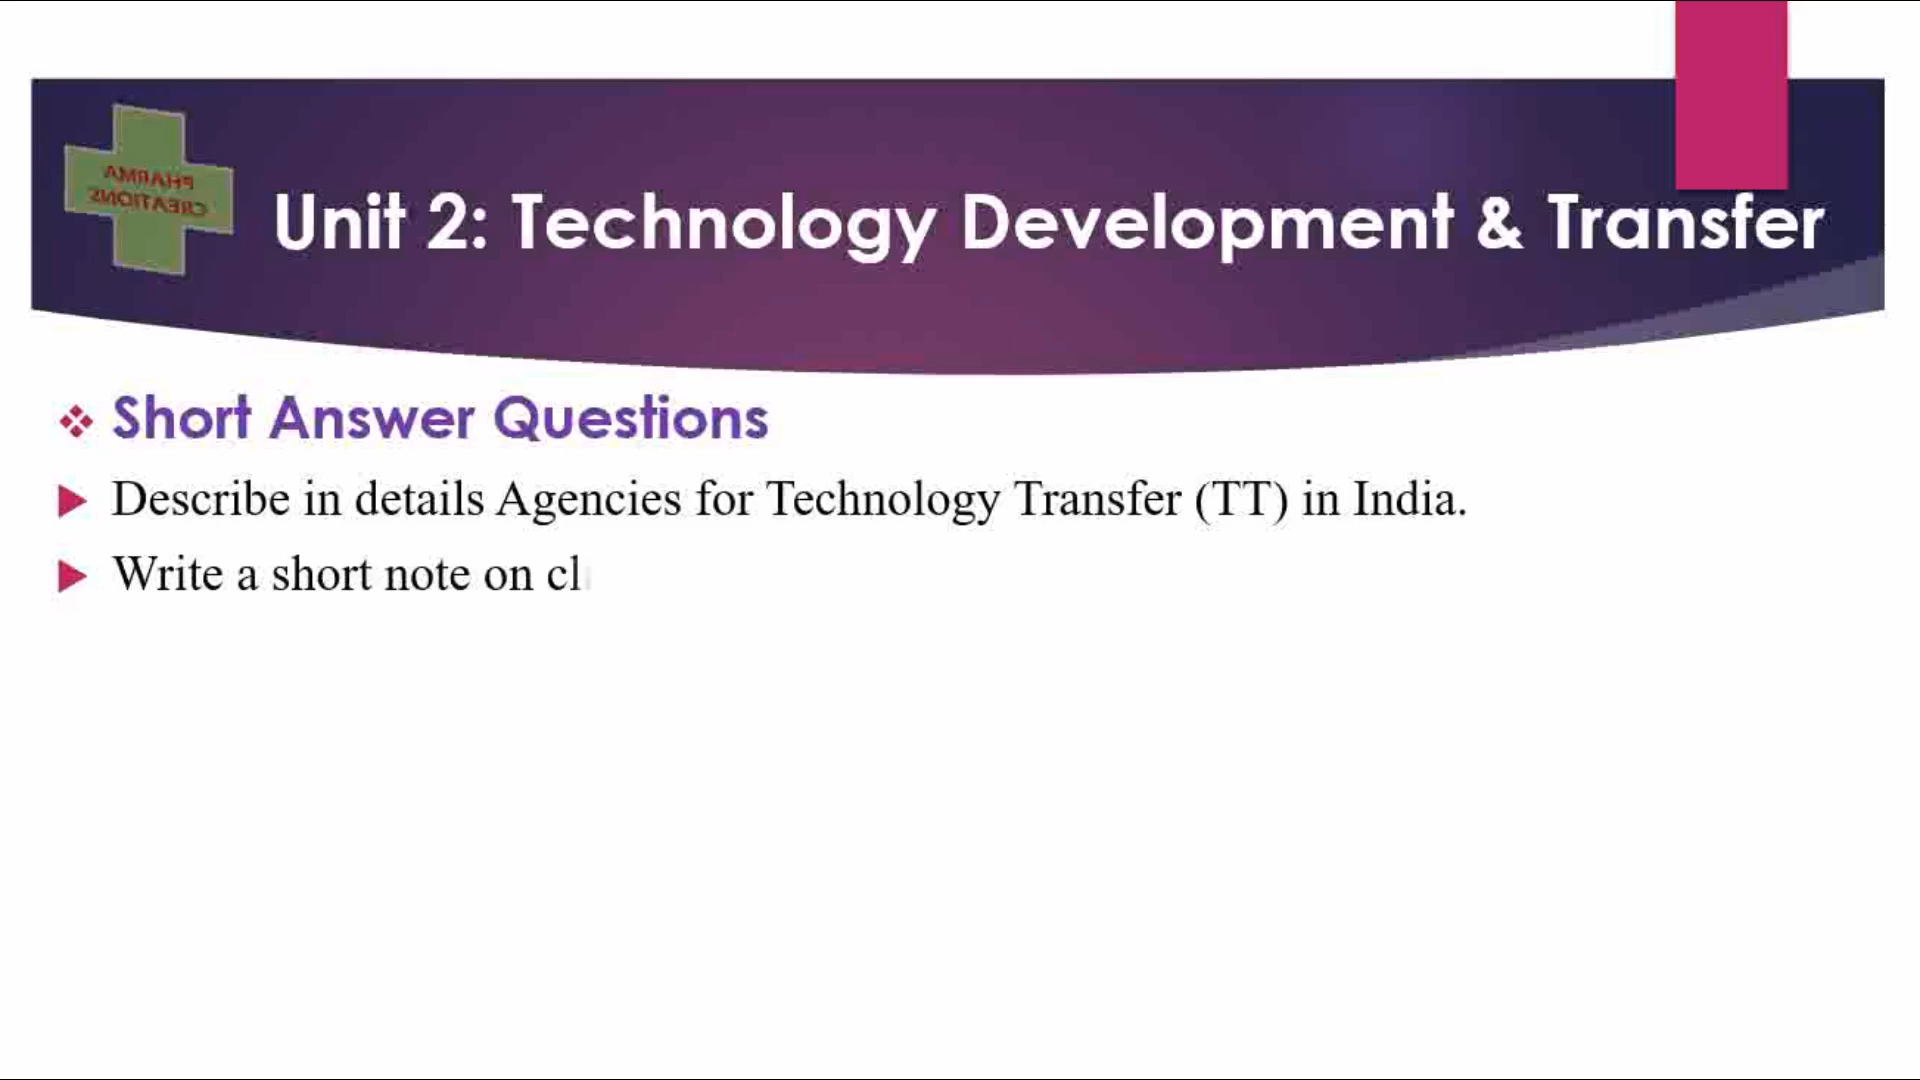 PHARMA
CREATIONS
Unit 2: Technology Development & Transfer
Short Answer Questions
Describe in details Agencies for Technology Transfer (TT) in India.
Write a short note on cl